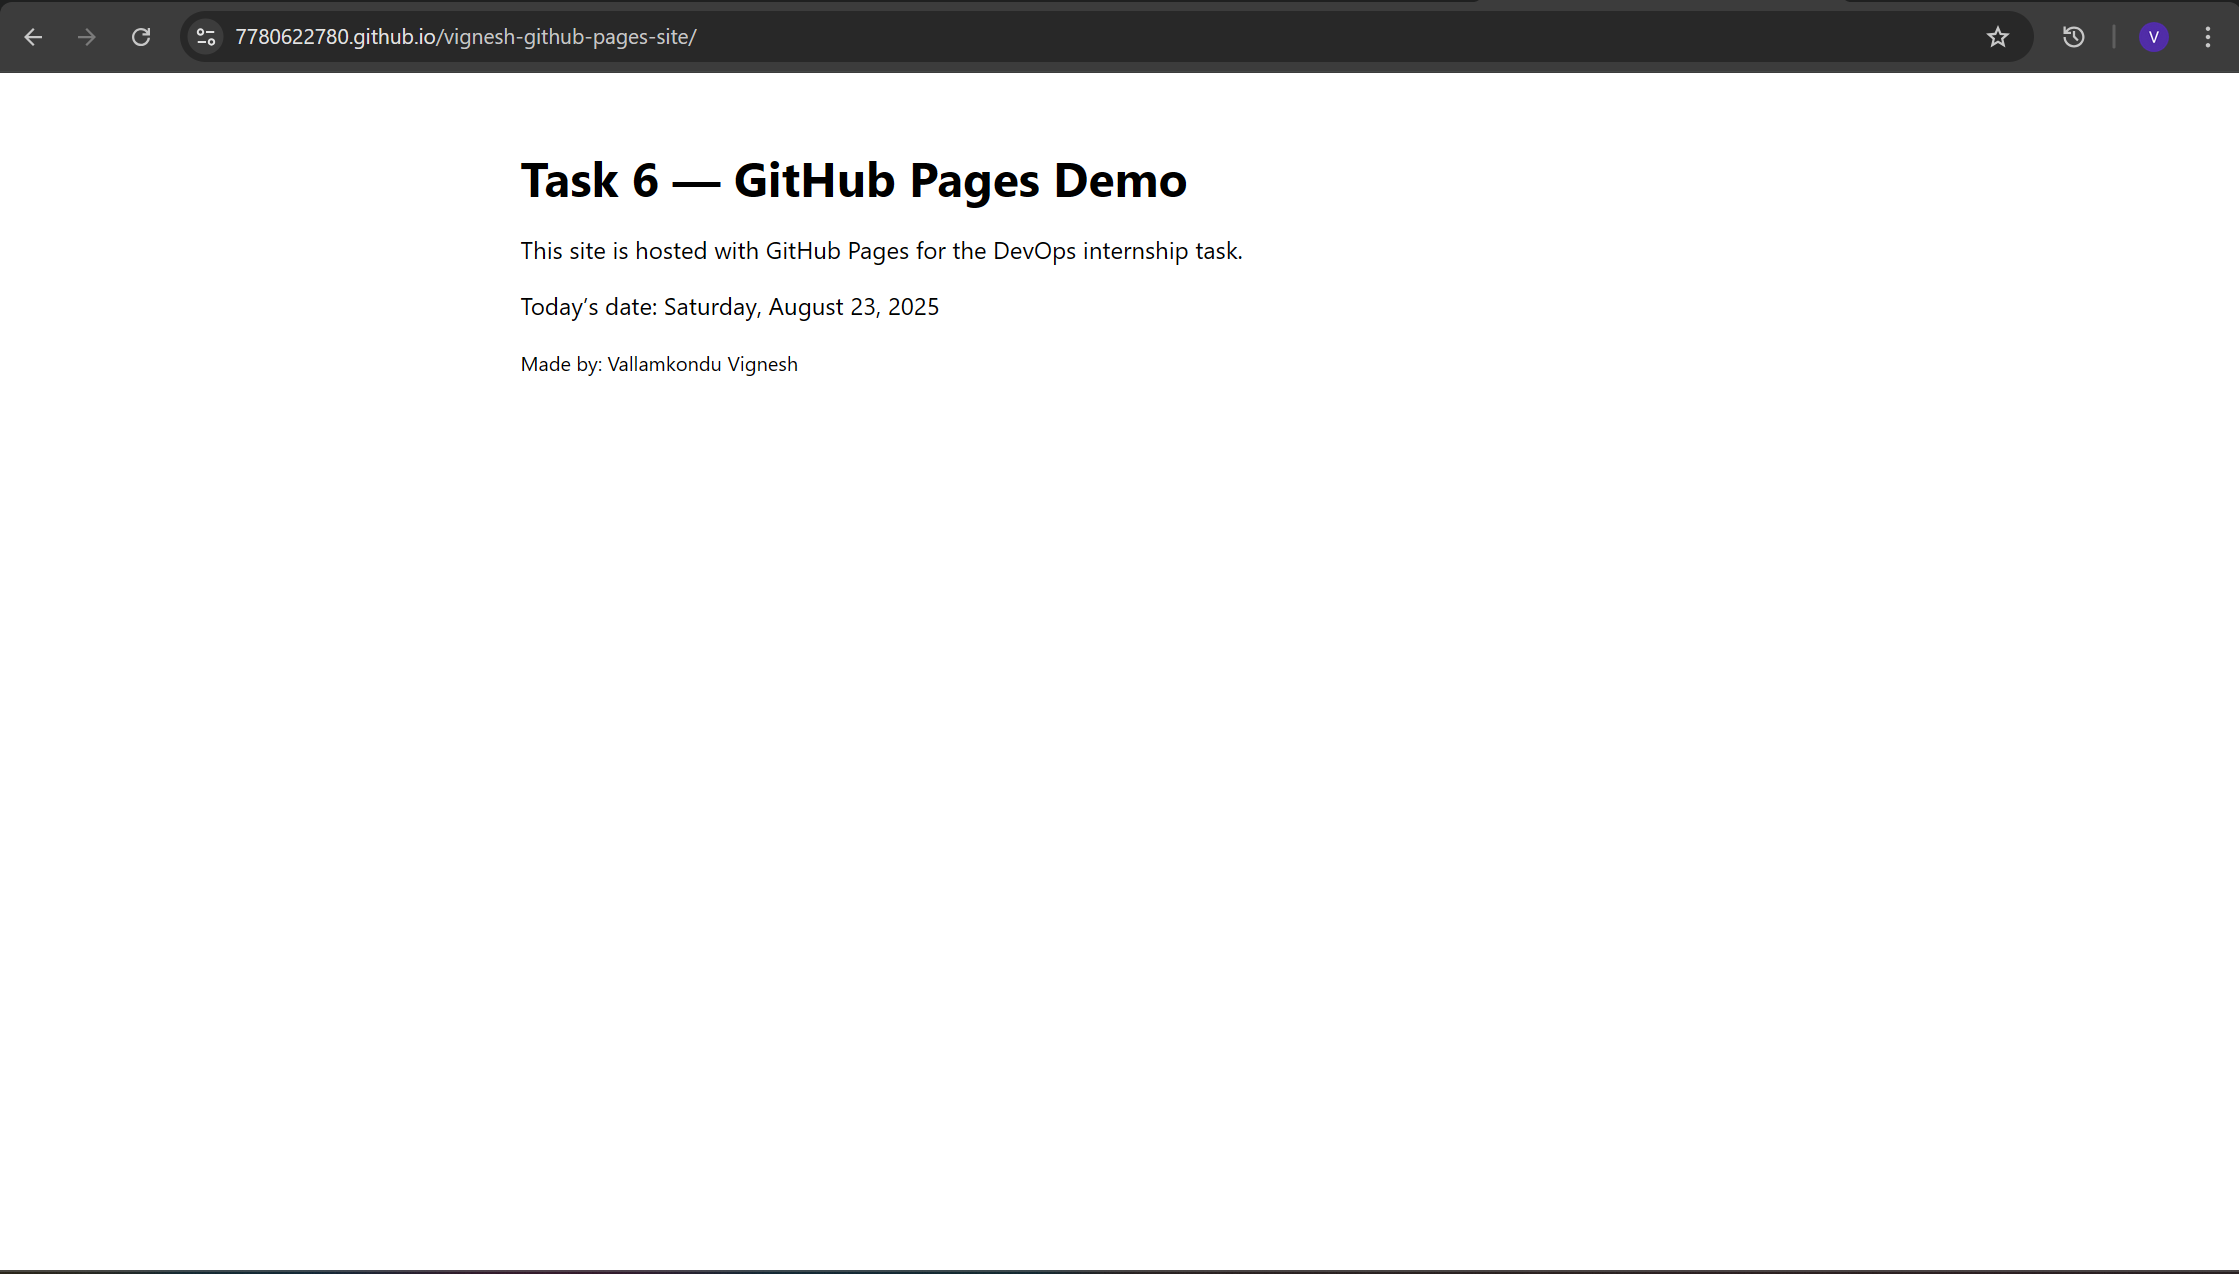 7780622780.github.io/vignesh-github-pages-site/
V
Task 6 — GitHub Pages Demo
This site is hosted with GitHub Pages for the DevOps internship task.
Today’s date: Saturday, August 23, 2025
Made by: Vallamkondu Vignesh